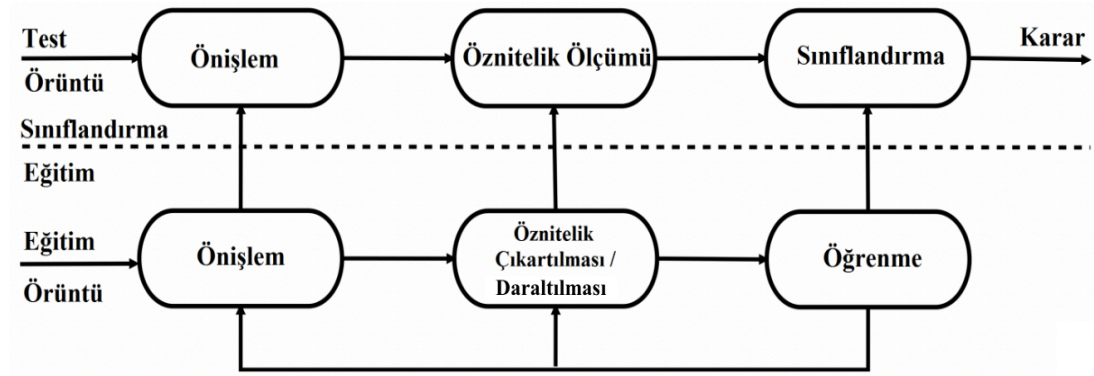 Test
Örüntü
Önişlem
Öznitelik Ölçümü
Sınıflandırma
Karar
Sınıflandırma
Eğitim
Eğitim
Örüntü
Önişlem
Öznitelik
Çıkartılması /
Daraltılması
Öğrenme